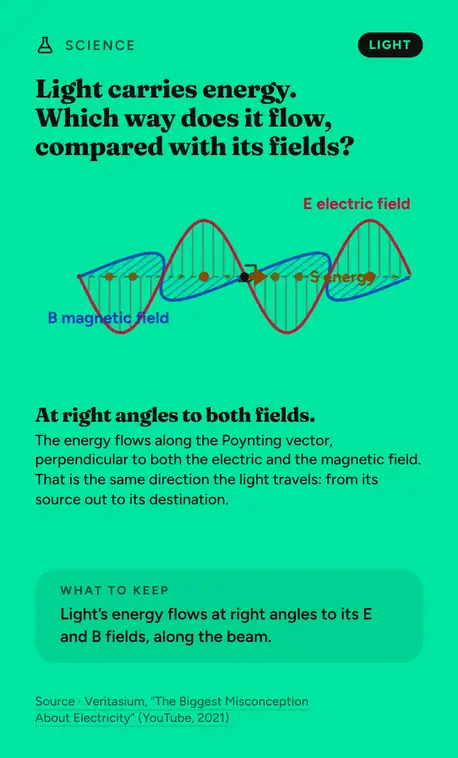 SCIENCE
LIGHT
Light carries energy.
Which way does it flow,
compared with its fields?
E electric field
S energy
B magnetic field
At right angles to both fields.
The energy flows along the Poynting vector,
perpendicular to both the electric and the magnetic field.
That is the same direction the light travels: from its
source out to its destination.
WHAT TO KEEP
Light’s energy flows at right angles to its E
and B fields, along the beam.
Source · Veritasium, “The Biggest Misconception
About Electricity” (YouTube, 2021)